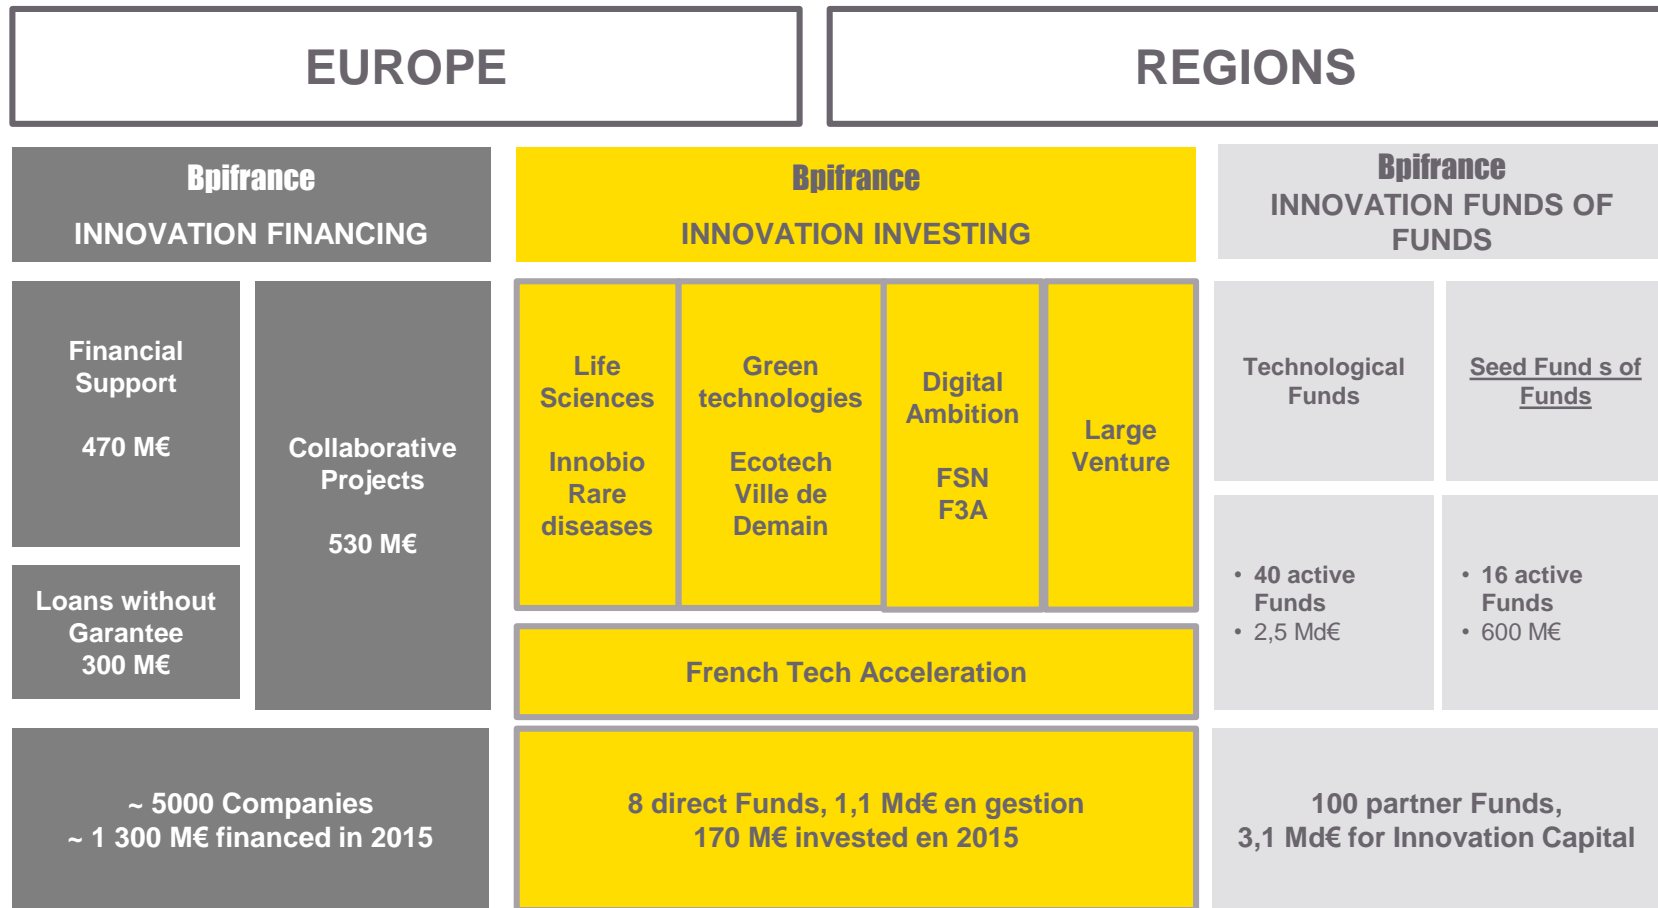 EUROPE
REGIONS
Bpifrance
INNOVATION FINANCING
Bpifrance
INNOVATION INVESTING
Bpifrance
INNOVATION FUNDS OF
FUNDS
Financial
Support
470 M€
Loans without
Garantee
300 M€
Collaborative
Projects
530 M€
Life
Sciences
Innobio
Rare
diseases
Green
technologies
Ecotech
Ville de
Demain
Digital
Ambition
FSN
F3A
Large
Venture
French Tech Acceleration
Technological
Funds
Seed Fund s of
Funds
• 40 active
Funds
• 2,5 Md€
• 16 active
Funds
• 600 M€
~ 5000 Companies
~ 1 300 M€ financed in 2015
8 direct Funds, 1,1 Md€ en gestion
170 M€ invested en 2015
100 partner Funds,
3,1 Md€ for Innovation Capital